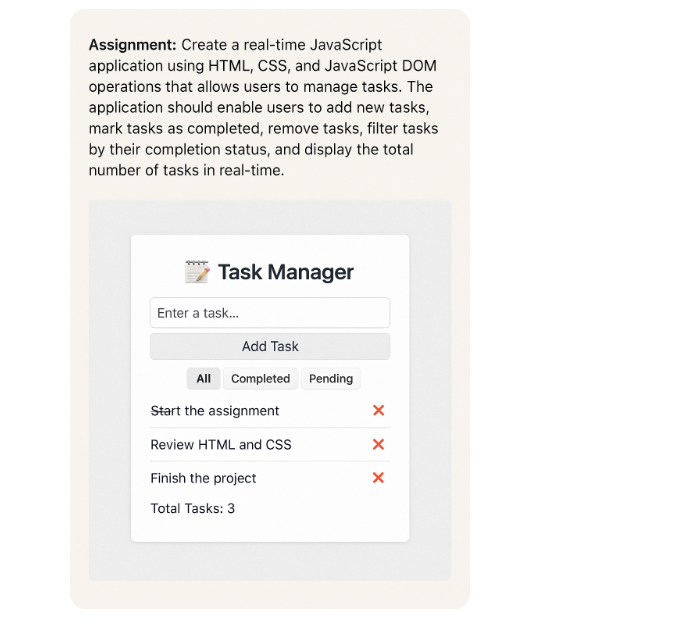 Assignment: Create a real-time JavaScript
application using HTML, CSS, and JavaScript DOM
operations that allows users to manage tasks. The
application should enable users to add new tasks,
mark tasks as completed, remove tasks, filter tasks
by their completion status, and display the total
number of tasks in real-time.
Task Manager
Enter a task...
Add Task
All Completed Pending
Start the assignment
Review HTML and CSS
Finish the project
Total Tasks: 3